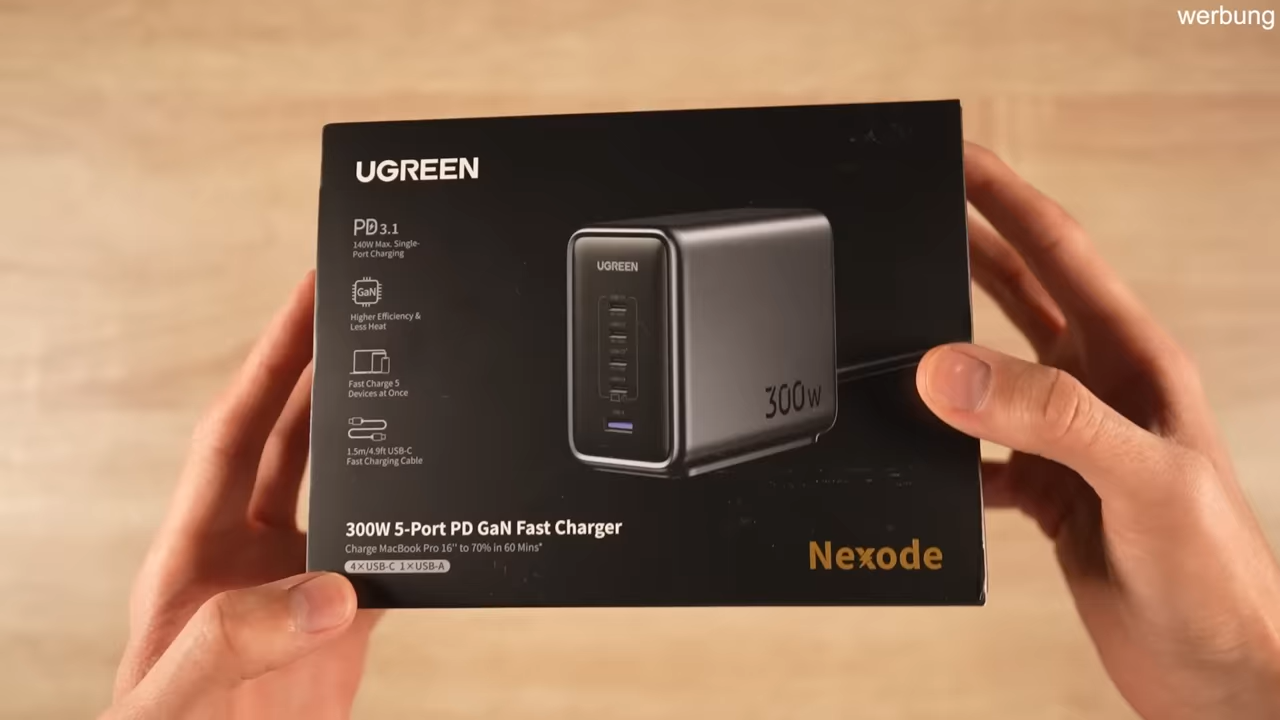 werbung
UGREEN
PD3.1
140W Max. Single-
Port Charging
GaN
Higher Efficiency &
Less Heat
Fast Charge 5
Devices at Once
1.5m/4.9ft USB-C
Fast Charging Cable
UGREEN
300W
300W 5-Port PD GaN Fast Charger
Charge MacBook Pro 16'' to 70% in 60 Mins*
4×USB-C 1×USB-A
Nexode